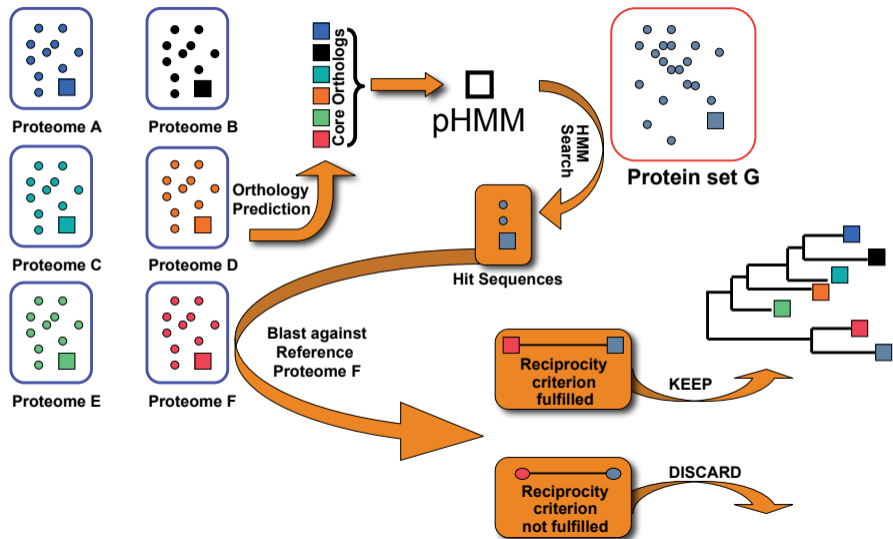 Proteome A
Proteome B
Proteome C
Proteome D
Proteome E
Proteome F
Orthology
Prediction
Core Orthologs
pHMM
HMM
Search
Protein set G
Hit Sequences
Blast against
Reference
Proteome F
Reciprocity
criterion
fulfilled
KEEP
Reciprocity
criterion
not fulfilled
DISCARD